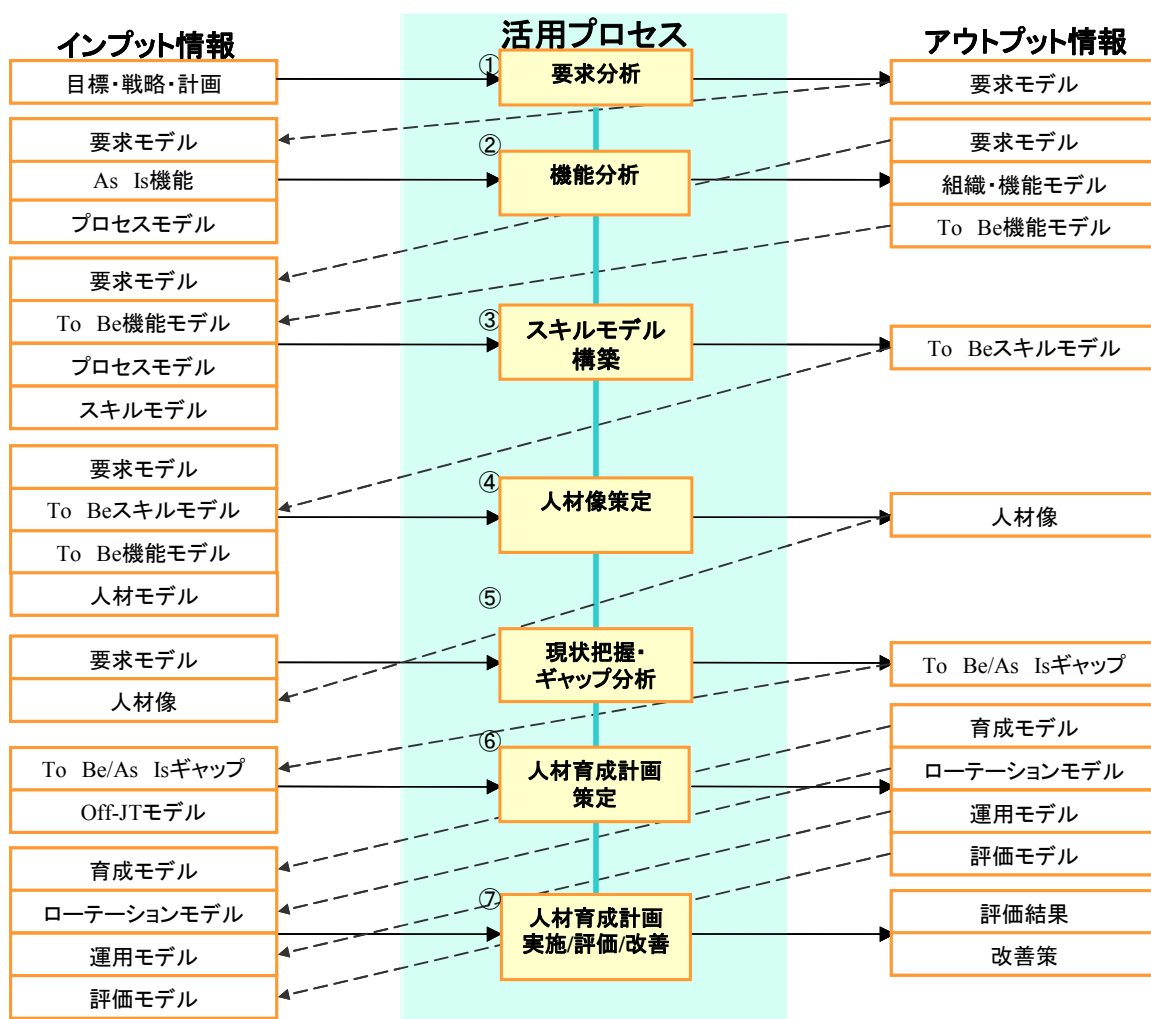 インプット情報
活用プロセス
アウトプット情報
目標・戦略・計画
①
要求分析
要求モデル
要求モデル
As Is機能
プロセスモデル
②
機能分析
要求モデル
組織・機能モデル
To Be機能モデル
要求モデル
To Be機能モデル
プロセスモデル
スキルモデル
③
スキルモデル
構築
To Beスキルモデル
要求モデル
To Beスキルモデル
To Be機能モデル
人材モデル
④
人材像策定
人材像
⑤
要求モデル
人材像
現状把握・
ギャップ分析
To Be/As Isギャップ
To Be/As Isギャップ
Off-JTモデル
⑥
人材育成計画
策定
育成モデル
ローテーションモデル
運用モデル
評価モデル
育成モデル
ローテーションモデル
運用モデル
評価モデル
⑦
人材育成計画
実施/評価/改善
評価結果
改善策